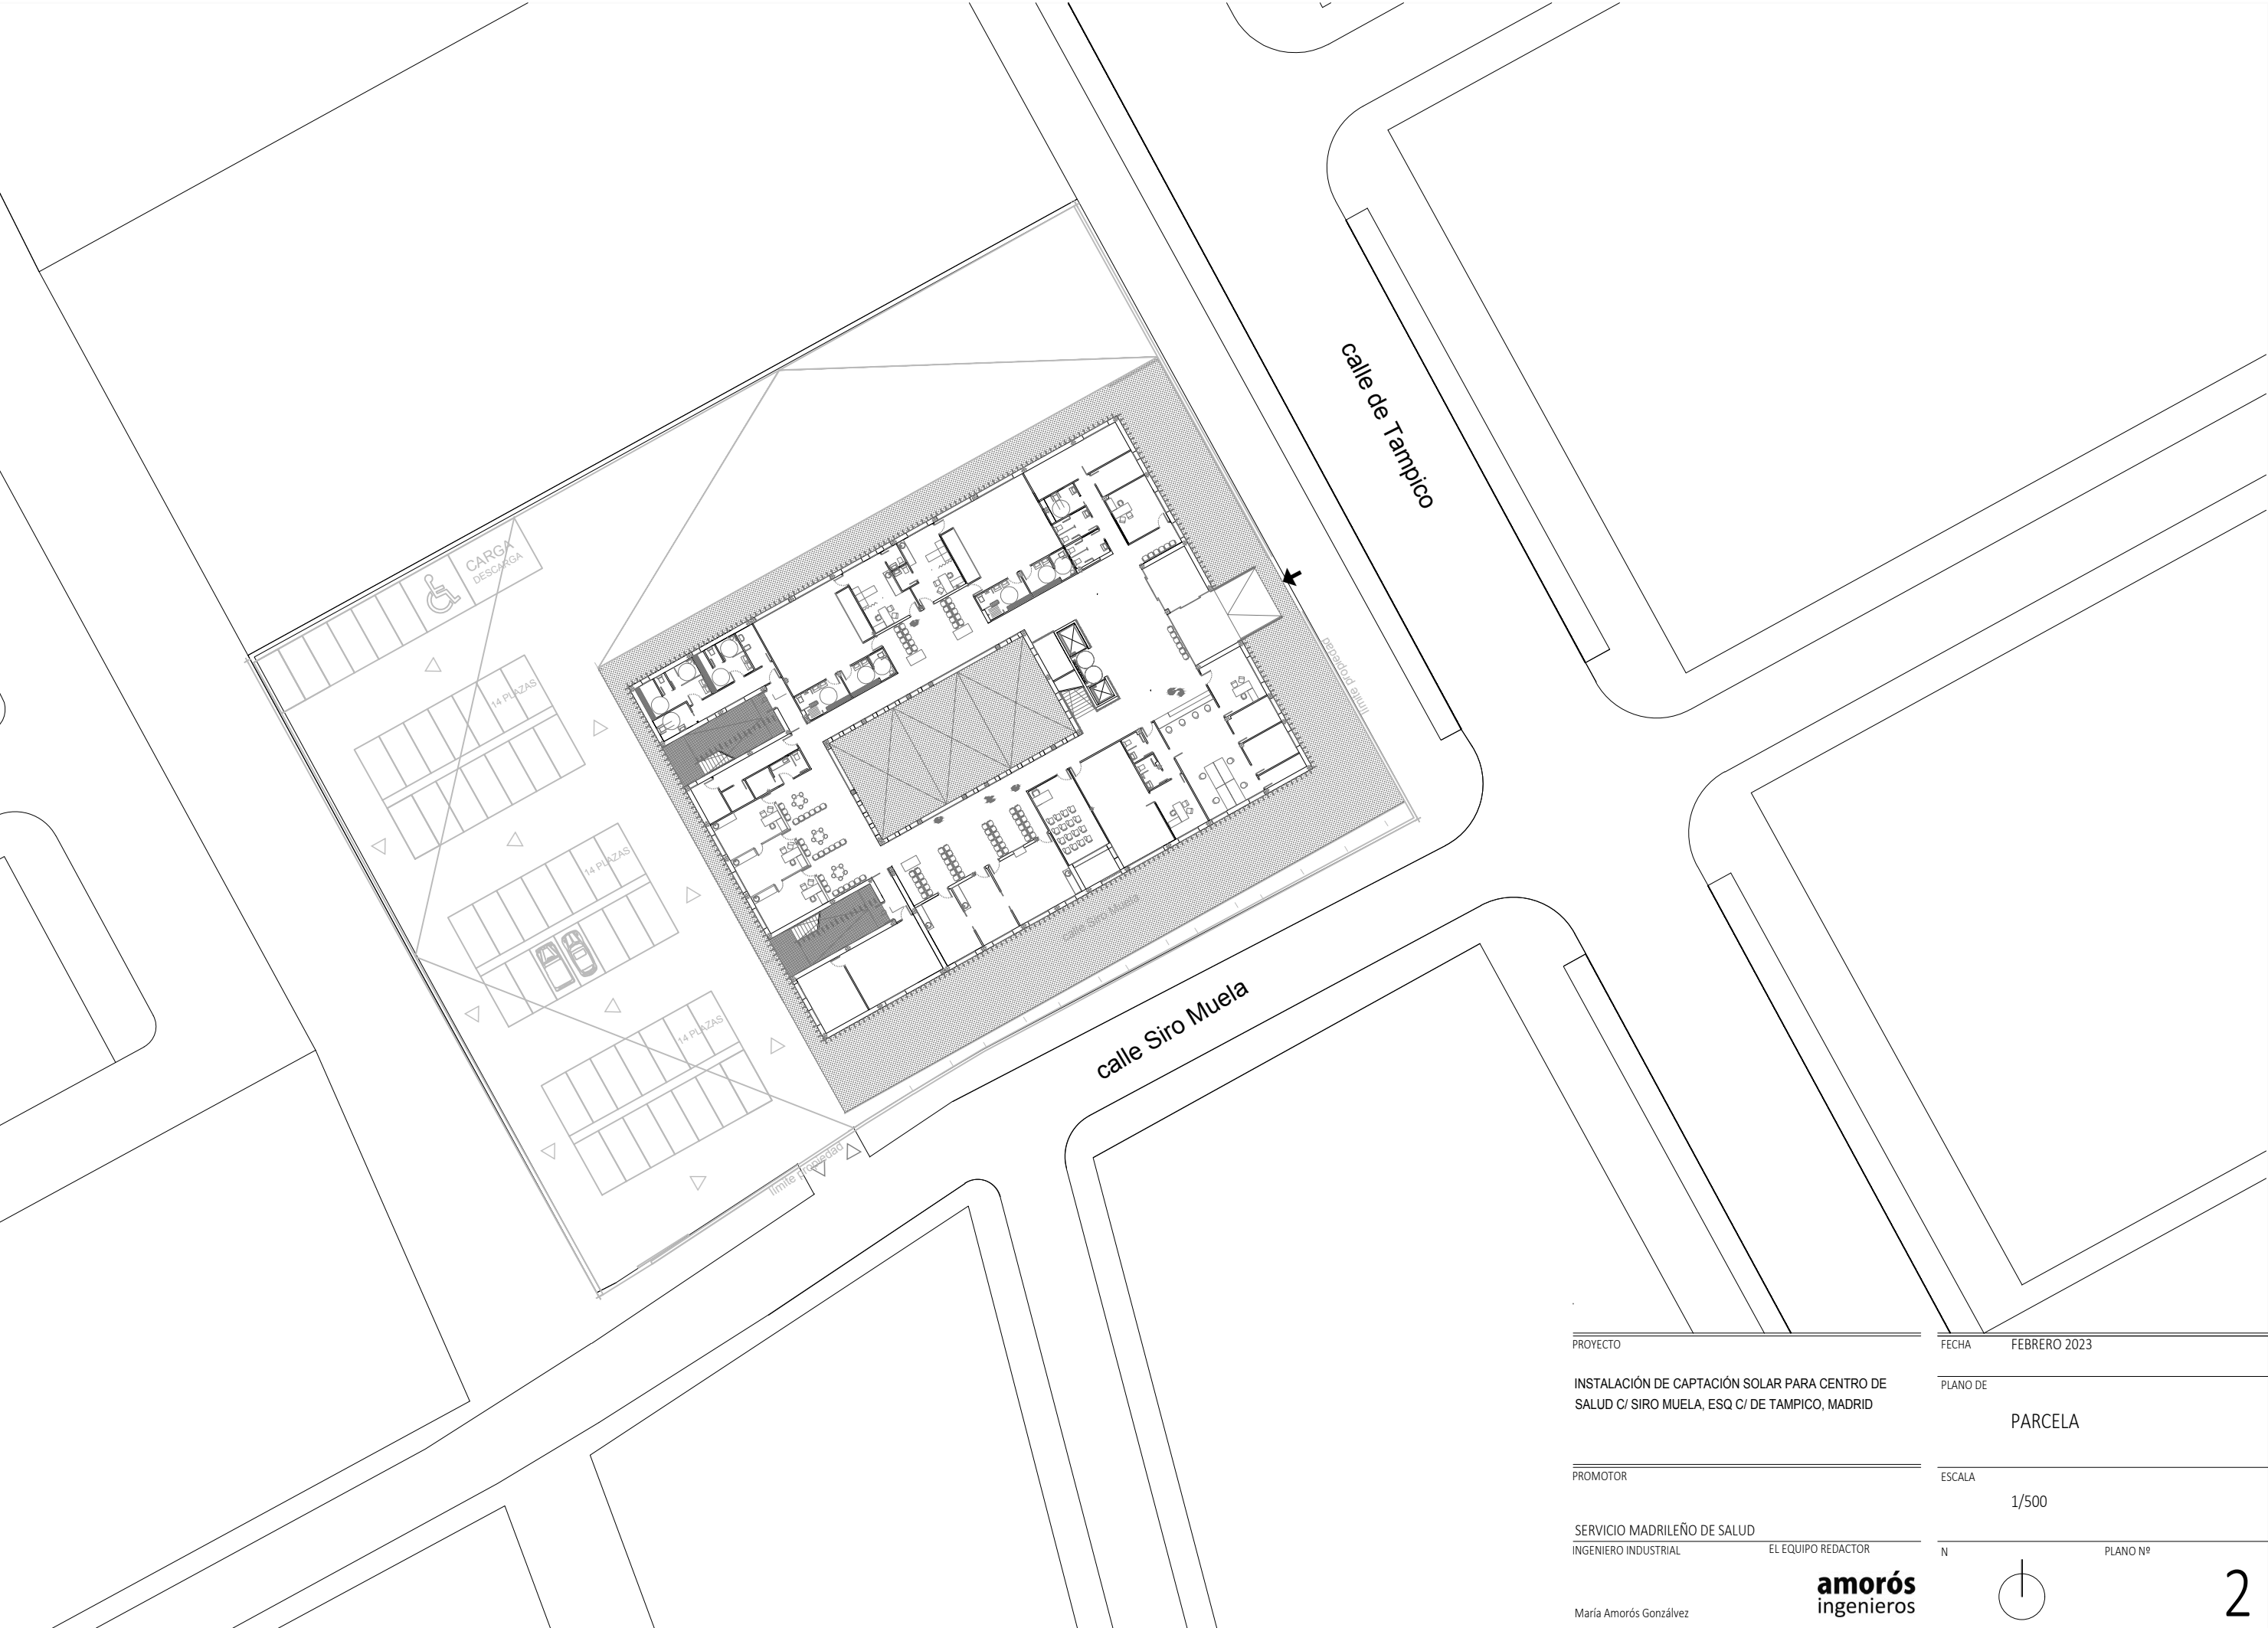 calle de Tampico
CARGA
DESCARGA
límite propiedad
14 PLAZAS
14 PLAZAS
calle Siro Muela
calle Siro Muela
14 PLAZAS
límite propiedad
PROYECTO
INSTALACIÓN DE CAPTACIÓN SOLAR PARA CENTRO DE
SALUD C/ SIRO MUELA, ESQ C/ DE TAMPICO, MADRID
PROMOTOR
SERVICIO MADRILEÑO DE SALUD
INGENIERO INDUSTRIAL
EL EQUIPO REDACTOR
María Amorós Gonzálvez
amorós
ingenieros
FECHA FEBRERO 2023
PLANO DE
PARCELA
ESCALA
1/500
N
PLANO Nº
2